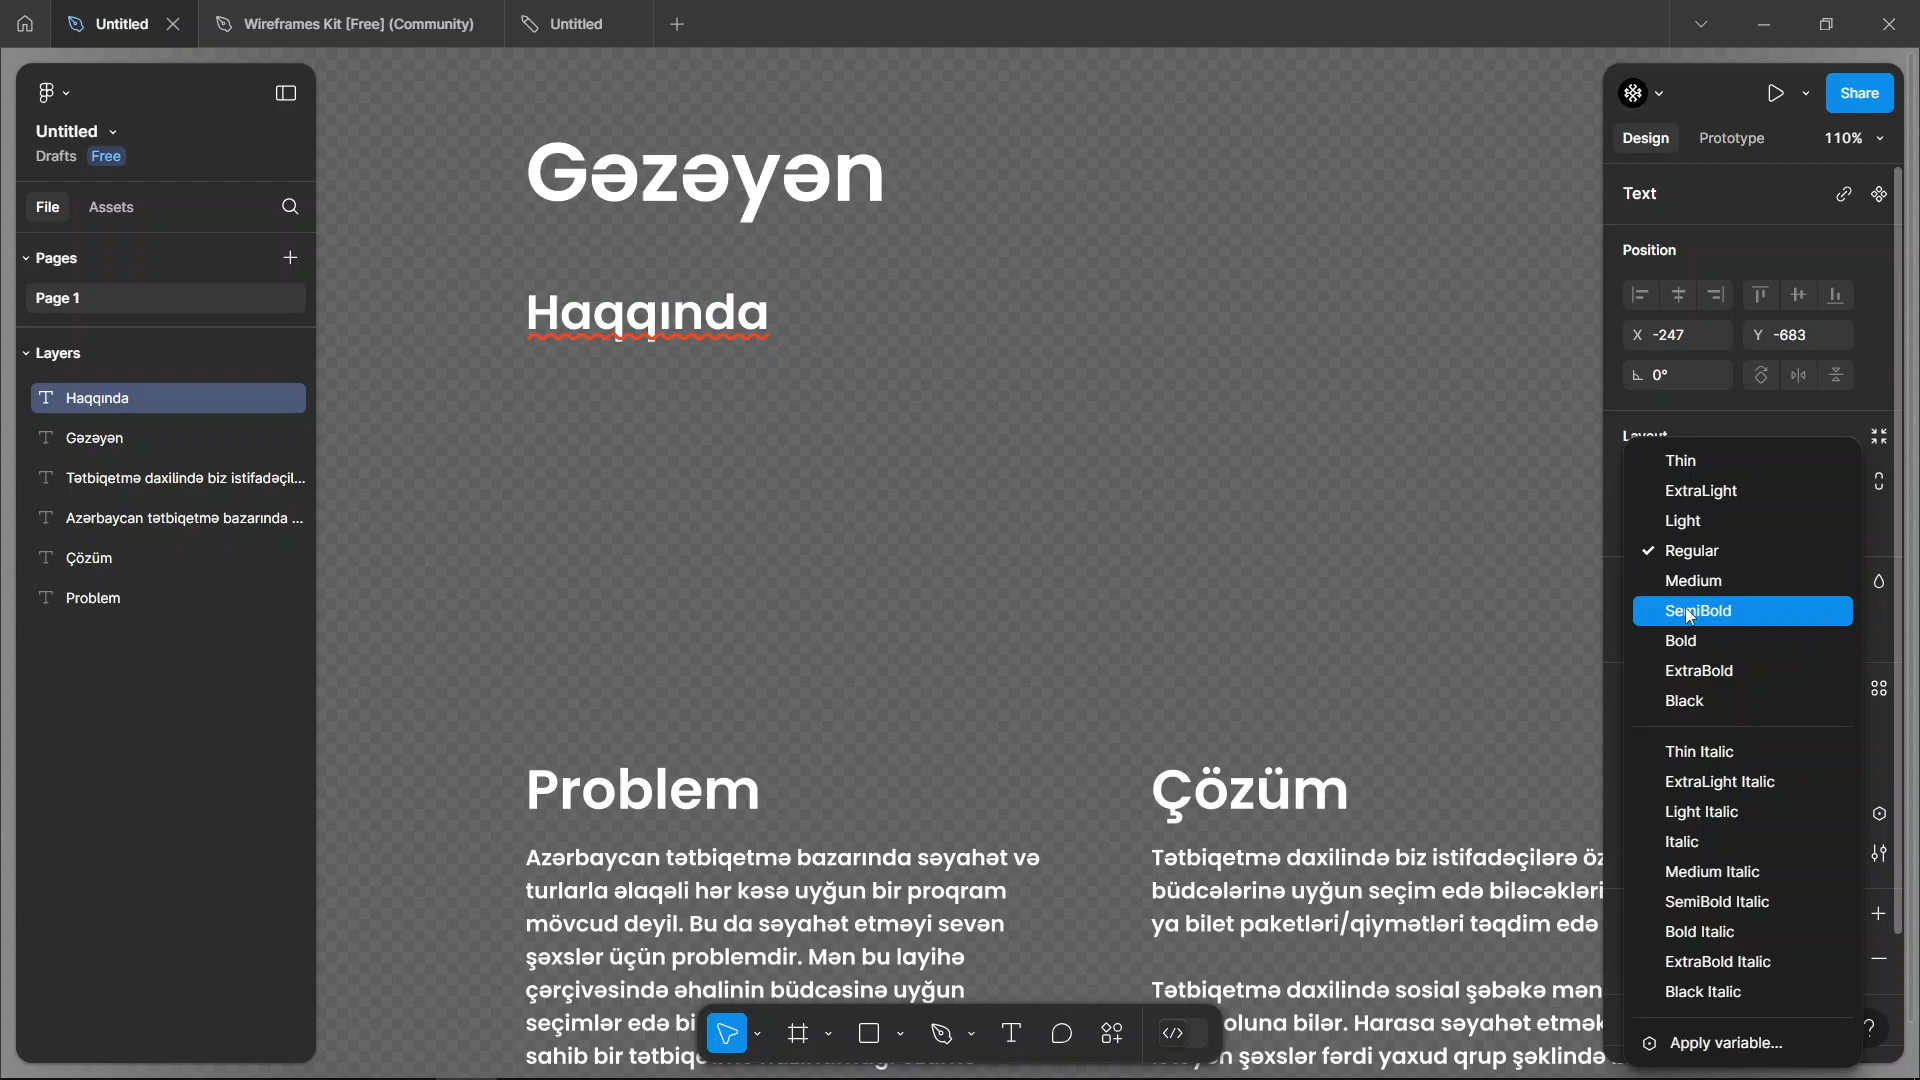 Untitled
Wireframes Kit [Free] (Community)
Untitled
Untitled
Drafts Free
File Assets
Pages
Page 1
Layers
Haqqında
Gəzəyən
Tətbiqetmə daxilində biz istifadəçil...
Azərbaycan tətbiqetmə bazarında ...
Çözüm
Problem
Gəzəyən
Haqqında
Problem
Azərbaycan tətbiqetmə bazarında səyahət və
turlarla əlaqəli hər kəsə uyğun bir proqram
mövcud deyil. Bu da səyahət etməyi sevən
şəxslər üçün problemdir. Mən bu layihə
çərçivəsində əhalinin büdcəsinə uyğun
seçimlər edə bi
sahib bir tətbiq
Çözüm
Tətbiqetmə daxilində biz istifadəçilərə öz
büdcələrinə uyğun seçim edə biləcəkləri
ya bilet paketləri/qiymətləri təqdim edə
Tətbiqetmə daxilində sosial şəbəkə mən
oluna bilər. Harasa səyahət etmək
n şəxslər fərdi yaxud qrup şəklində
Share
Design Prototype 110%
Text
Position
X -247 Y -683
0°
Layout
Thin
ExtraLight
Light
Regular
Medium
SemiBold
Bold
ExtraBold
Black
Thin Italic
ExtraLight Italic
Light Italic
Italic
Medium Italic
SemiBold Italic
Bold Italic
ExtraBold Italic
Black Italic
Apply variable...